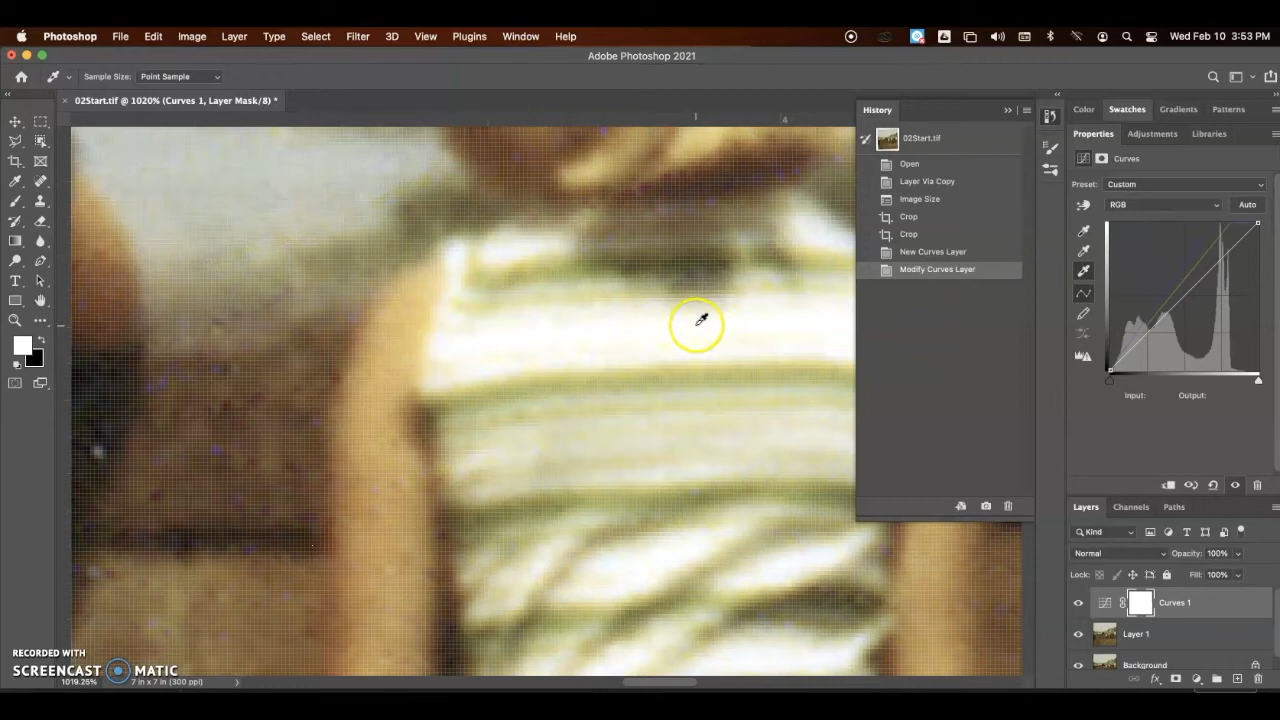 Photoshop File Edit Image Layer Type Select Filter 3D View Plugins Window Help Wed Feb 10 3:53 PM
Adobe Photoshop 2021
Sample Size: Point Sample
02Start.tif @ 1020% (Curves 1, Layer Mask/8) *
4
History
02Start.tif
Open
Layer Via Copy
Image Size
Crop
Crop
New Curves Layer
Modify Curves Layer
Color Swatches Gradients Patterns
Properties Adjustments Libraries
Curves
Preset: Custom
RGB Auto
Input: Output:
Layers Channels Paths
Kind
Normal Opacity: 100%
Lock: Fill: 100%
Curves 1
Layer 1
Background
RECORDED WITH
SCREENCAST MATIC
1019.25% 7 in x 7 in (300 ppi)